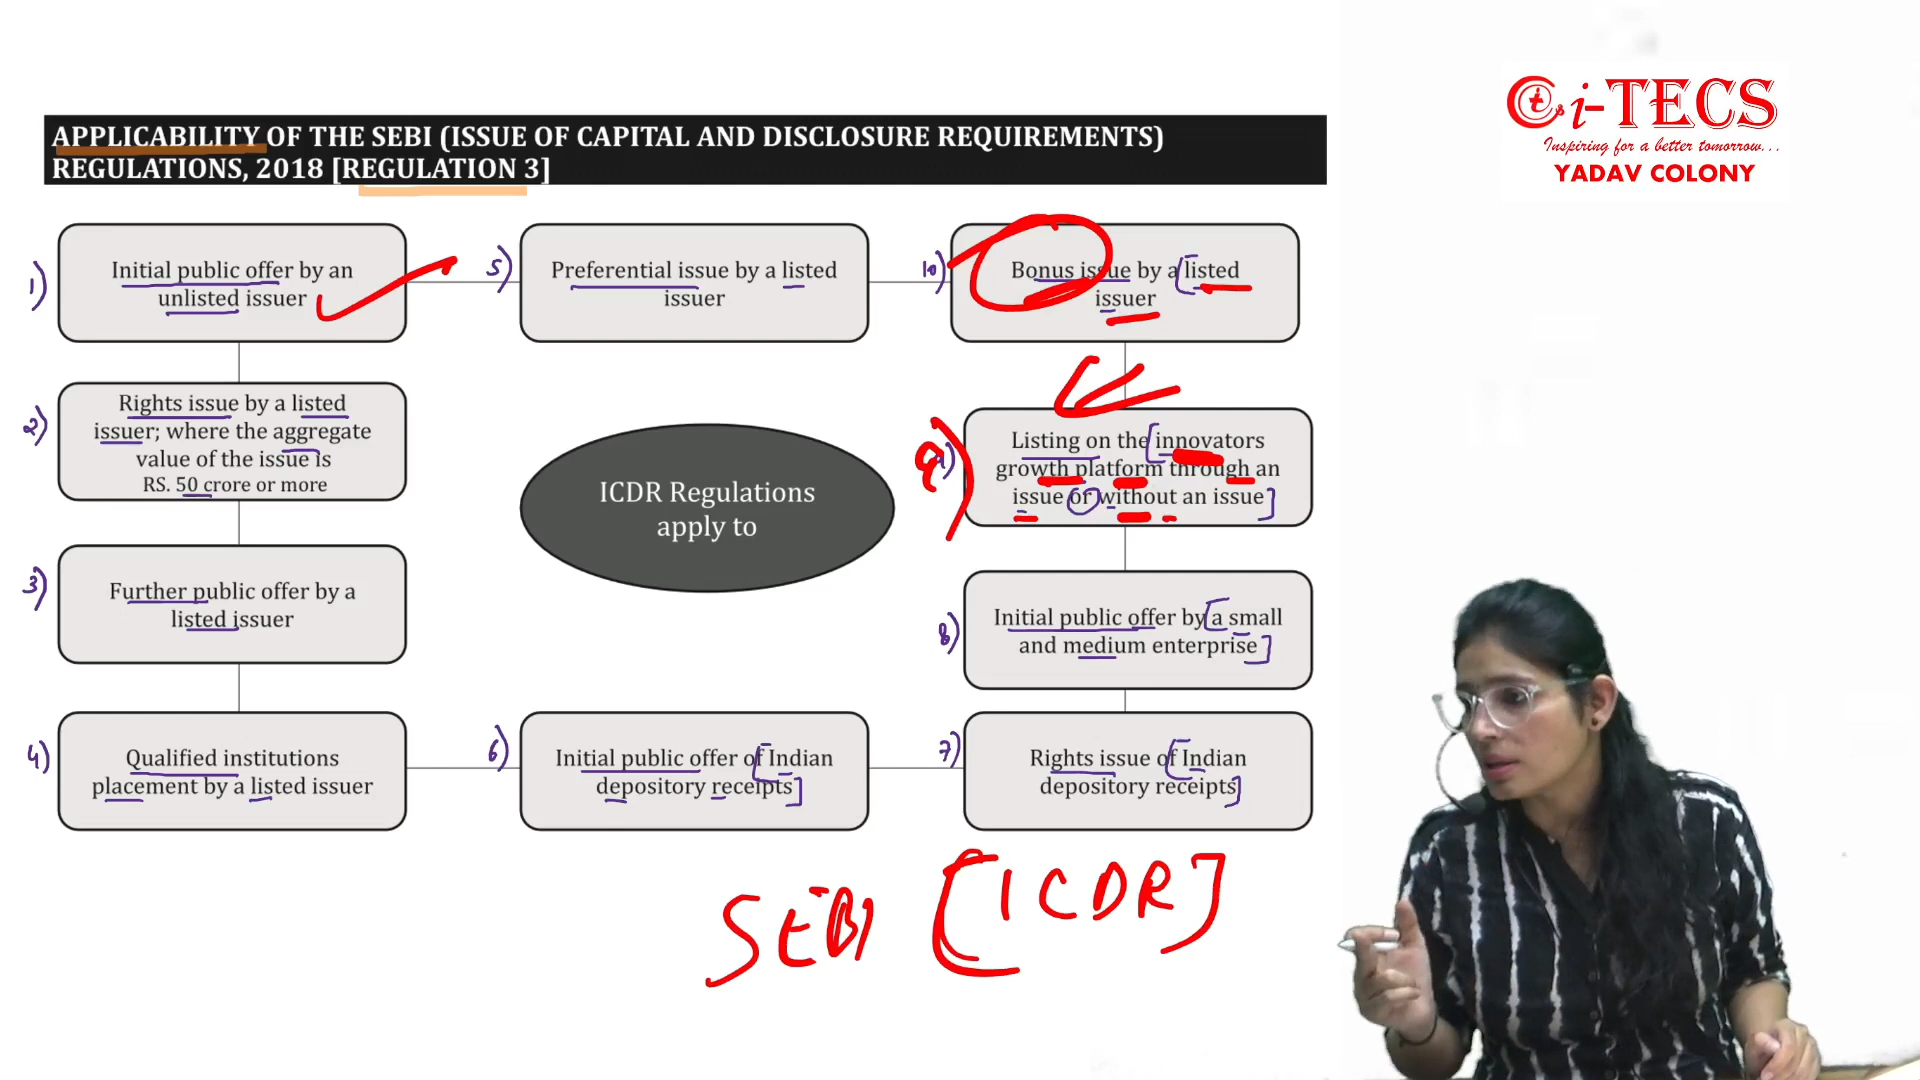 APPLICABILITY OF THE SEBI (ISSUE OF CAPITAL AND DISCLOSURE REQUIREMENTS)
REGULATIONS, 2018 [REGULATION 3]
i-TECS
Inspiring for a better tomorrow...
YADAV COLONY
1)
Initial public offer by an
unlisted issuer
2)
Rights issue by a listed
issuer; where the aggregate
value of the issue is
RS. 50 crore or more
3)
Further public offer by a
listed issuer
4)
Qualified institutions
placement by a listed issuer
5)
Preferential issue by a listed
issuer
ICDR Regulations
apply to
6)
Initial public offer of Indian
depository receipts
7)
Rights issue of Indian
depository receipts
8)
Initial public offer by a small
and medium enterprise
9)
Listing on the innovators
growth platform through an
issue or without an issue
10)
Bonus issue by a listed
issuer
SEBI [ICDR]